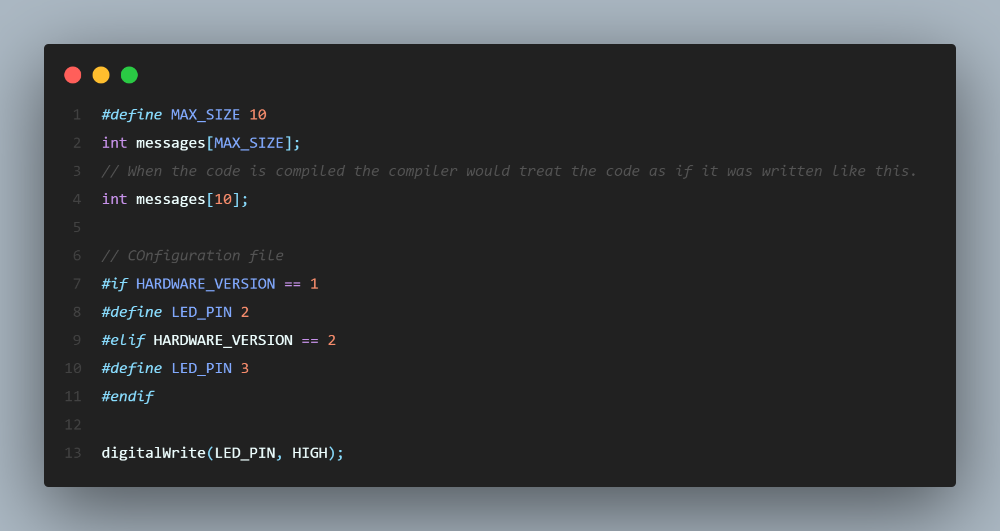 1 #define MAX_SIZE 10
2 int messages[MAX_SIZE];
3 // When the code is compiled the compiler would treat the code as if it was written like this.
4 int messages[10];
5
6 // COnfiguration file
7 #if HARDWARE_VERSION == 1
8 #define LED_PIN 2
9 #elif HARDWARE_VERSION == 2
10 #define LED_PIN 3
11 #endif
12
13 digitalWrite(LED_PIN, HIGH);